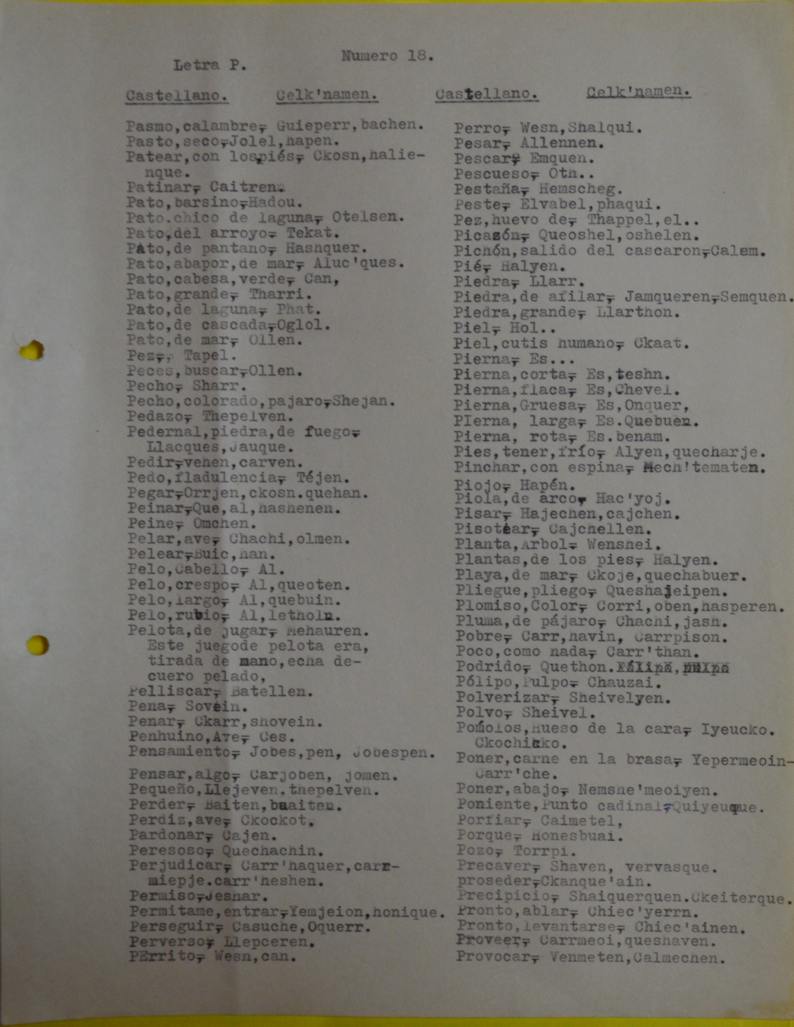 Letra P.
Numero 18.
Castellano. Celk'namen.
Pasmo,calambre, Guieperr,bachen.
Pasto,seco,Jolel,hapen.
Patear,con lospiés, Ckosn,halie-
nque.
Patinar, Caitren.
Pato,barsino,Hadou.
Pato.chico de laguna, Otelsen.
Pato,del arroyo, Tekat.
Pato,de pantano, Hashquer.
Pato,abapor,de mar, Aluc'ques.
Pato,cabesa,verde, Can,
Pato,grande, Tharri.
Pato,de laguna, Phat.
Pato,de cascada,Oglol.
Pato,de mar, Ollen.
Pez, Tapel.
Peces,buscar,Ollen.
Pecho, Sharr.
Pecho,colorado,pajaro,Shejan.
Pedazo, Thepelven.
Pedernal,piedra,de fuego,
Llacques,Jauque.
Pedir,vehen,carven.
Pedo,fladulencia, Téjen.
Pegar,Orrjen,ckosn.quehan.
Peinar,Que,al,hashenen.
Peine, Omchen.
Pelar,ave, Chachi,olmen.
Pelear,Buic,nan.
Pelo,Cabello, Al.
Pelo,crespo, Al,queoten.
Pelo,largo, Al,quebuin.
Pelo,rubio, Al,letholn.
Pelota,de jugar, Mehauren.
Este juegode pelota era,
tirada de mano,echa de-
cuero pelado,
Pelliscar, Batellen.
Pena, Sovein.
Penar, Ckarr,shovein.
Penhuino,Ave, Ces.
Pensamiento, Jobes,pen, Jobespen.
Pensar,algo, Carjoben, jomen.
Pequeño,Llejeven.thepelven.
Perder, Baiten,buaiten.
Perdiz,ave, Ckockot.
Pardonar, Cajen.
Peresoso, Quechachin.
Perjudicar, Carr'haquer,carr-
miepje.carr'neshen.
Permiso,Jeshar.
Permitame,entrar,Yemjeion,honique.
Perseguir, Casuche,Oquerr.
Perverso, Llepceren.
PErrito, Wesn,can.
Castellano. Celk'namen.
Perro, Wesn,Shalqui.
Pesar, Allennen.
Pescar, Emquen.
Pescueso, Otn..
Pestaña, Hemscheg.
Peste, Elvabel,phaqui.
Pez,huevo de, Thappel,el..
Picasón, Queoshel,oshelen.
Pichón,salido del cascaron,Calem.
Pié, Halyen.
Piedra, Llarr.
Piedra,de afilar, Jamqueren,Semquen.
Piedra,grande, Llarthon.
Piel, Hol..
Piel,cutis humano, Ckaat.
Pierna, Es...
Pierna,corta, Es,teshn.
Pierna,flaca, Es,Chevel.
Pierna,Gruesa, Es,Onquer,
PIerna, larga, Es.Quebuen.
Pierna, rota, Es.benam.
Pies,tener,frío, Alyen,quecharje.
Pinchar,con espina, Mech'tematen.
Piojo, Hapén.
Piola,de arco, Hac'yoj.
Pisar, Hajechen,cajchen.
Pisotéar, Cajchellen.
Planta,Arbol, Wenshei.
Plantas,de los pies, Halyen.
Playa,de mar, Ckoje,quechabuer.
Pliegue,pliego, Queshajeipen.
Plomiso,Color, Corri,oben,hasperen.
Pluma,de pájaro, Chachi,jash.
Pobre, Carr,havin, Carrpison.
Poco,como nada, Carr'than.
Podrido, Quethon.
Pólipo,Pulpo, Chauzai.
Polverizar, Sheivelyen.
Polvo, Sheivel.
Pomolos,hueso de la cara, Iyeucko.
Ckochicko.
Poner,carne en la brasa, Yepermeoin-
Carr'che.
Poner,abajo, Nemshe'meoiyen.
Poniente,Punto cadinal,Quiyeuque.
Porfiar, Caimetel,
Porque, Honesbuai.
Pozo, Torrpi.
Precaver, Shaven, vervasque.
proseder,Ckanque'ain.
Precipicio, Shaiquerquen.Ckeiterque.
Pronto,ablar, Chiec'yerrn.
Pronto,levantarse, Chiec'ainen.
Proveer, Carrmeoi,queshaven.
Provocar, Venmeten,Calmechen.